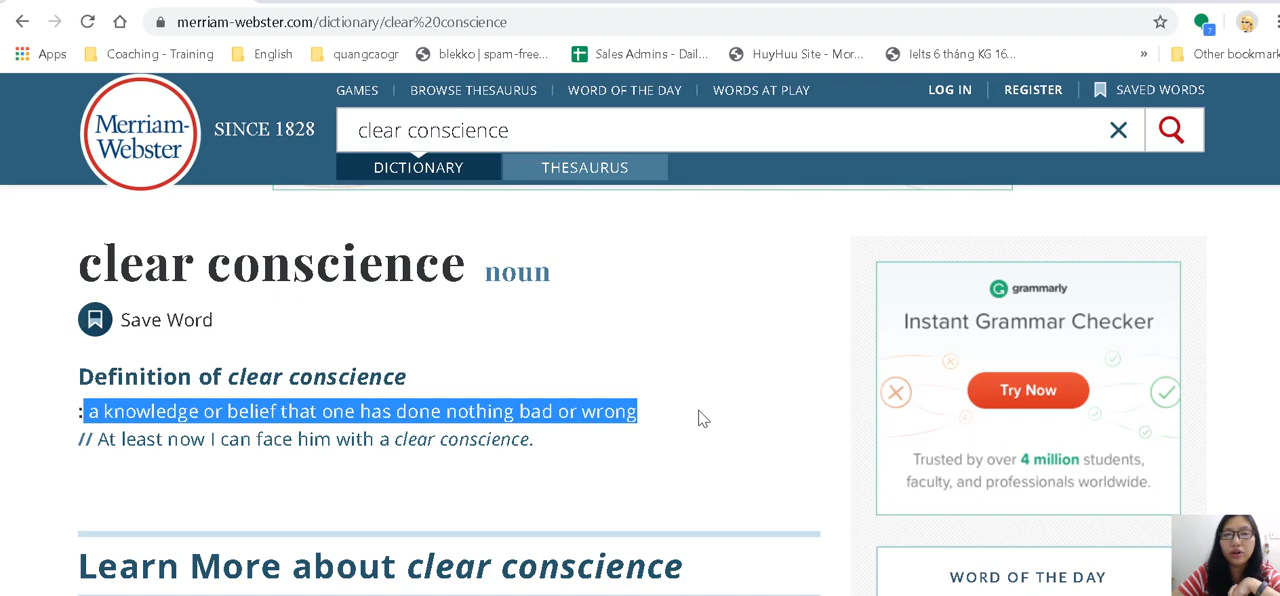 merriam-webster.com/dictionary/clear%20conscience
Apps
Coaching - Training
English
quangcaogr
blekko | spam-free...
Sales Admins - Dail...
HuyHuu Site - Mor...
Ielts 6 tháng KG 16...
»
Other bookmark
7
GAMES
BROWSE THESAURUS
WORD OF THE DAY
WORDS AT PLAY
LOG IN
REGISTER
SAVED WORDS
Merriam-
Webster
SINCE 1828
clear conscience
DICTIONARY
THESAURUS
clear conscience noun
Save Word
Definition of clear conscience
: a knowledge or belief that one has done nothing bad or wrong
// At least now I can face him with a clear conscience.
Learn More about clear conscience
grammarly
Instant Grammar Checker
Try Now
Trusted by over 4 million students,
faculty, and professionals worldwide.
WORD OF THE DAY